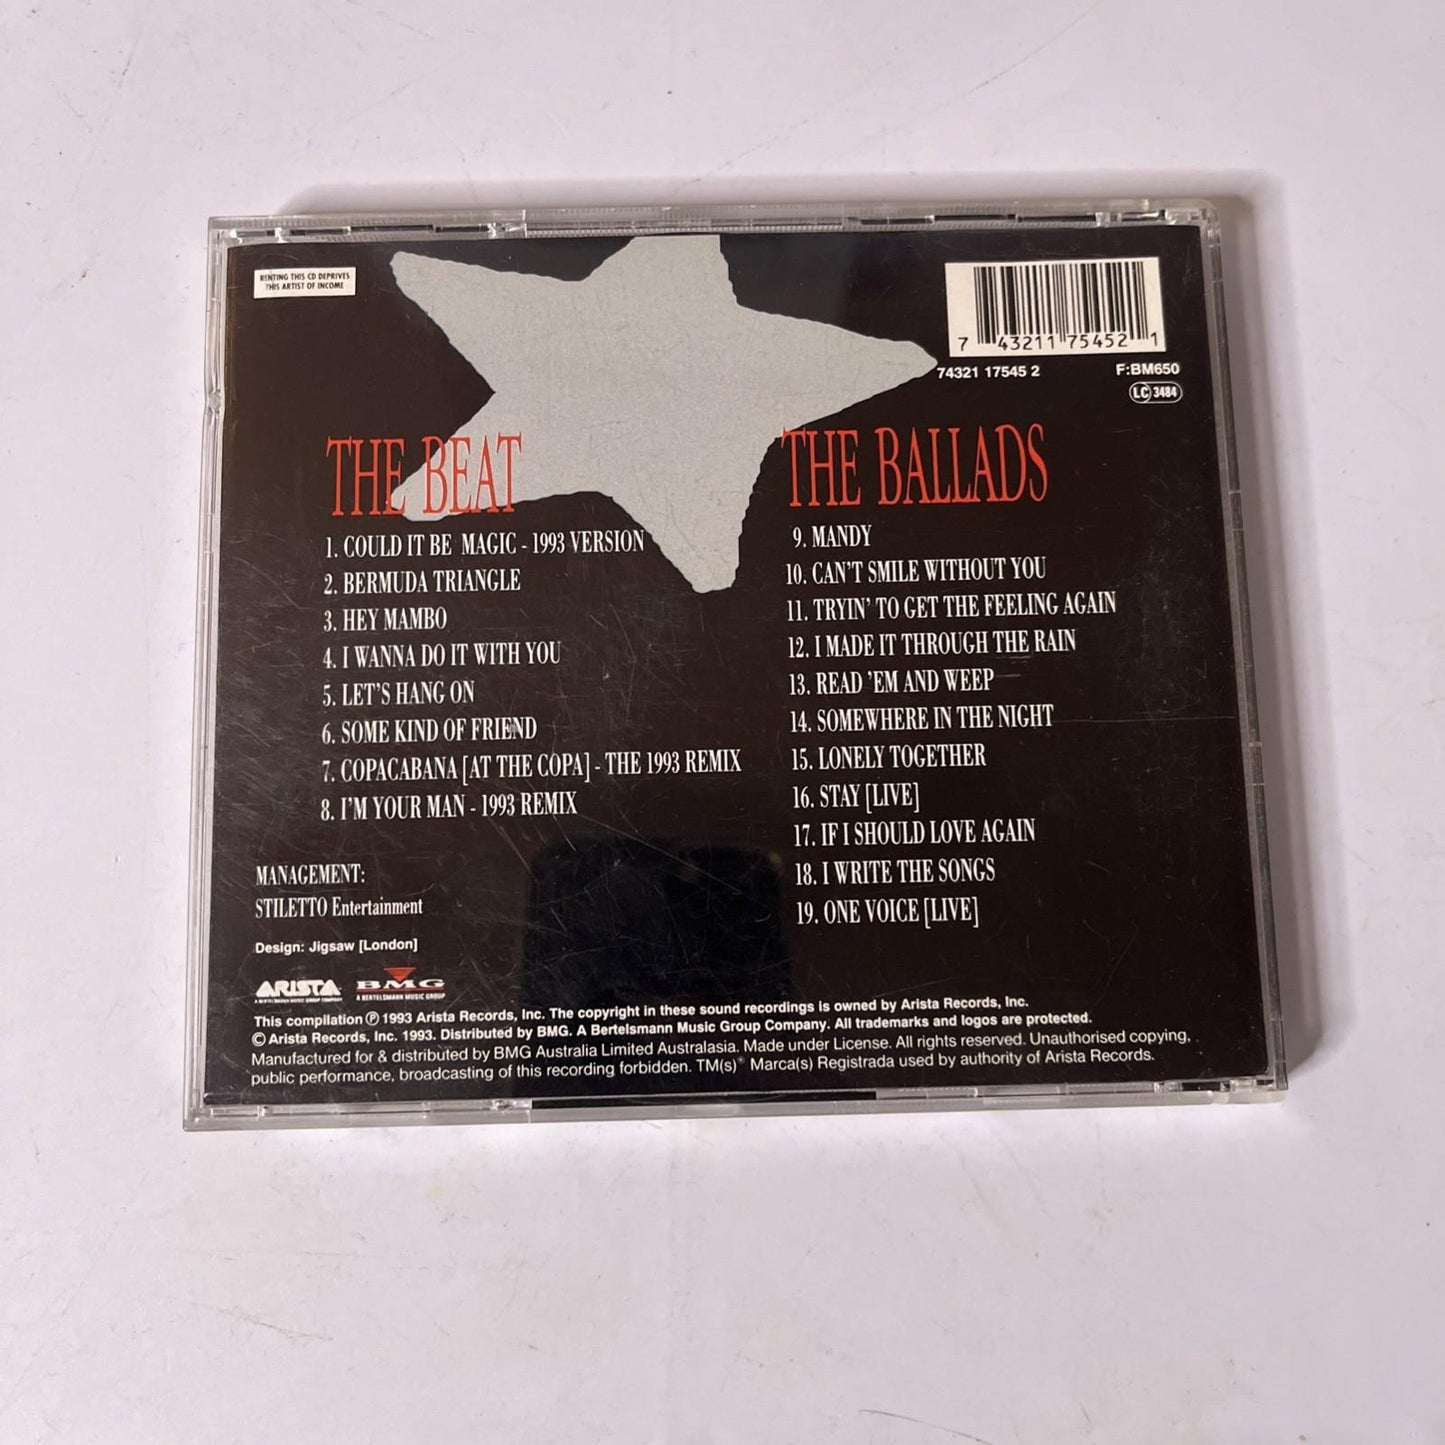 RENTING THIS CD DEPRIVES
THIS ARTIST OF INCOME
7 43211 75452 1
74321 17545 2
F:BM650
LC 3484
THE BEAT
1. COULD IT BE MAGIC - 1993 VERSION
2. BERMUDA TRIANGLE
3. HEY MAMBO
4. I WANNA DO IT WITH YOU
5. LET'S HANG ON
6. SOME KIND OF FRIEND
7. COPACABANA [AT THE COPA] - THE 1993 REMIX
8. I'M YOUR MAN - 1993 REMIX
THE BALLADS
9. MANDY
10. CAN'T SMILE WITHOUT YOU
11. TRYIN' TO GET THE FEELING AGAIN
12. I MADE IT THROUGH THE RAIN
13. READ 'EM AND WEEP
14. SOMEWHERE IN THE NIGHT
15. LONELY TOGETHER
16. STAY [LIVE]
17. IF I SHOULD LOVE AGAIN
18. I WRITE THE SONGS
19. ONE VOICE [LIVE]
MANAGEMENT:
STILETTO Entertainment
Design: Jigsaw [London]
ARISTA
A BERTELSMANN MUSIC GROUP COMPANY
BMG
A BERTELSMANN MUSIC GROUP
This compilation ℗ 1993 Arista Records, Inc. The copyright in these sound recordings is owned by Arista Records, Inc.
© Arista Records, Inc. 1993. Distributed by BMG. A Bertelsmann Music Group Company. All trademarks and logos are protected.
Manufactured for & distributed by BMG Australia Limited Australasia. Made under License. All rights reserved. Unauthorised copying,
public performance, broadcasting of this recording forbidden. TM(s)® Marca(s) Registrada used by authority of Arista Records.